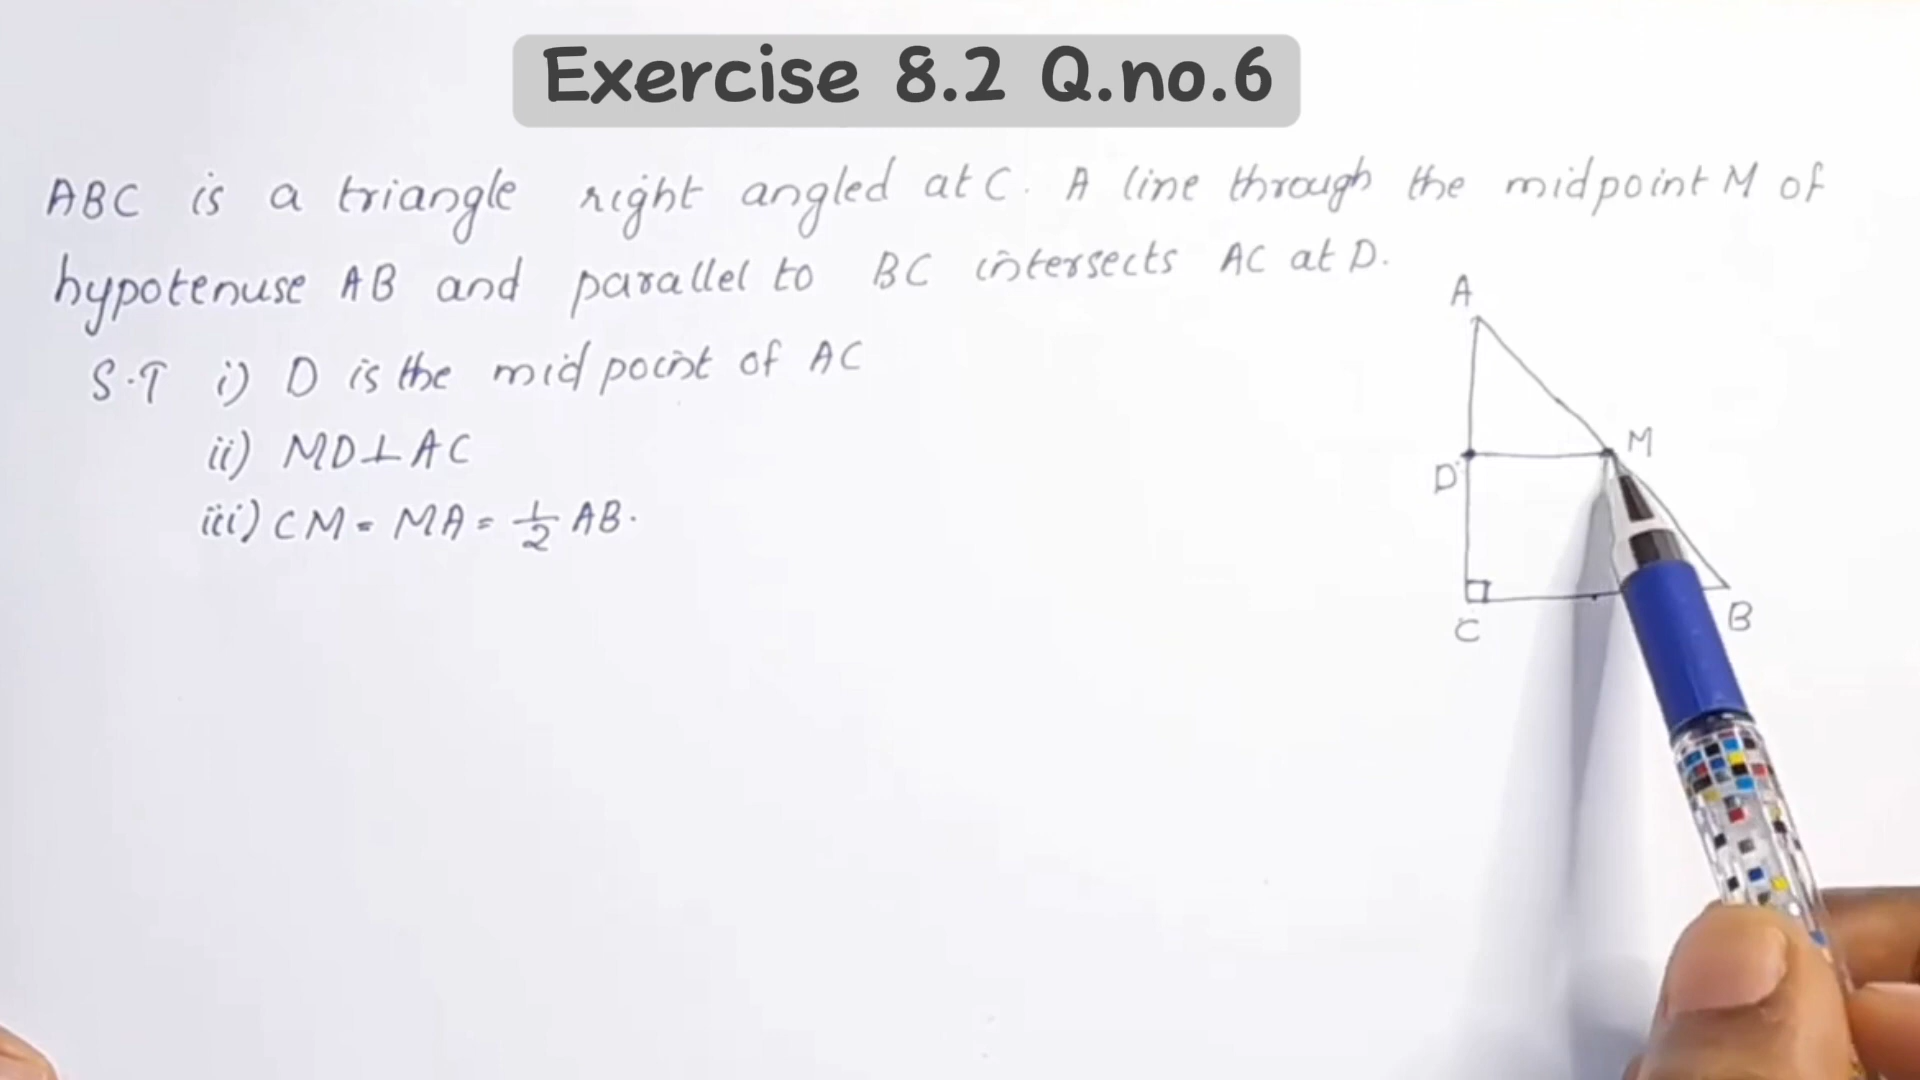 Exercise 8.2 Q.no.6
ABC is a triangle right angled at C. A line through the midpoint M of
hypotenuse AB and parallel to BC intersects AC at D.
S.T i) D is the mid point of AC
ii) MD⊥AC
iii) CM = MA = 1/2 AB.
A
M
D
C
B